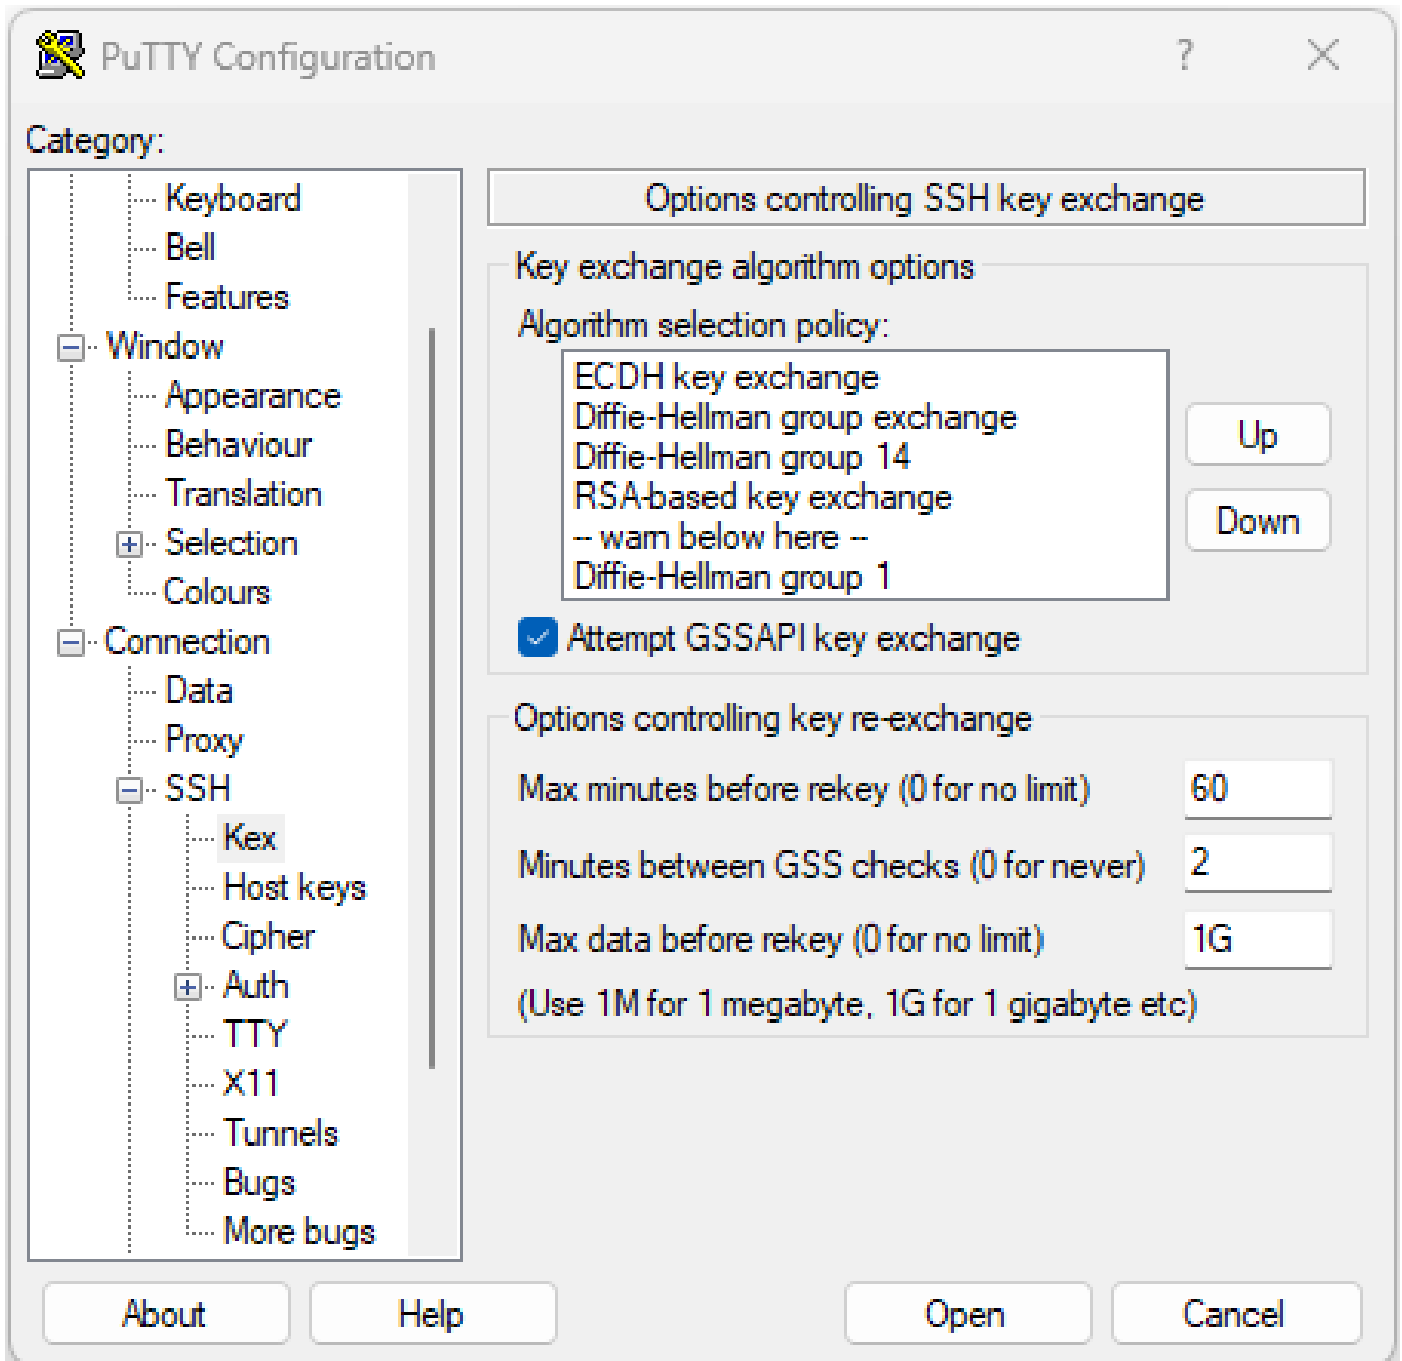 PuTTY Configuration
?
Category:
Keyboard
Bell
Features
Window
Appearance
Behaviour
Translation
Selection
Colours
Connection
Data
Proxy
SSH
Kex
Host keys
Cipher
Auth
TTY
X11
Tunnels
Bugs
More bugs
Options controlling SSH key exchange
Key exchange algorithm options
Algorithm selection policy:
ECDH key exchange
Diffie-Hellman group exchange
Diffie-Hellman group 14
RSA-based key exchange
-- warn below here --
Diffie-Hellman group 1
Up
Down
Attempt GSSAPI key exchange
Options controlling key re-exchange
Max minutes before rekey (0 for no limit) 60
Minutes between GSS checks (0 for never) 2
Max data before rekey (0 for no limit) 1G
(Use 1M for 1 megabyte, 1G for 1 gigabyte etc)
About Help Open Cancel